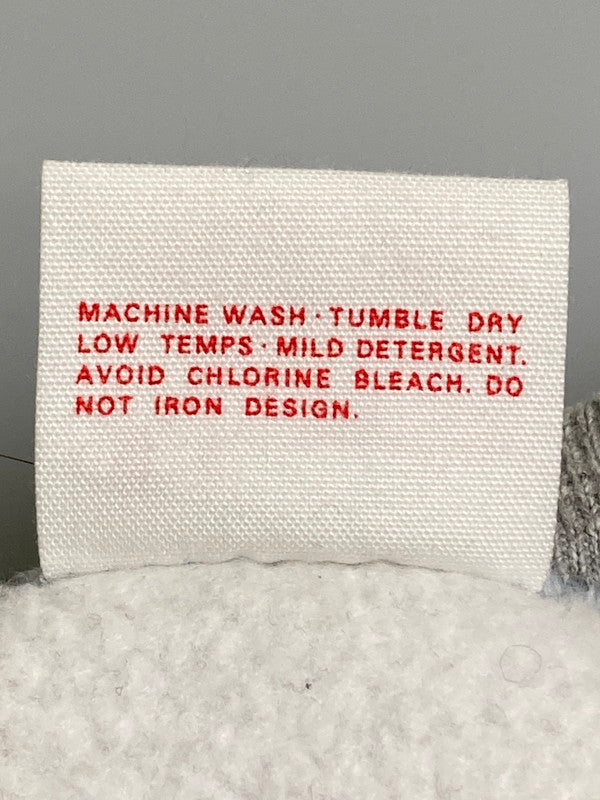 MACHINE WASH · TUMBLE DRY
LOW TEMPS · MILD DETERGENT.
AVOID CHLORINE BLEACH. DO
NOT IRON DESIGN.